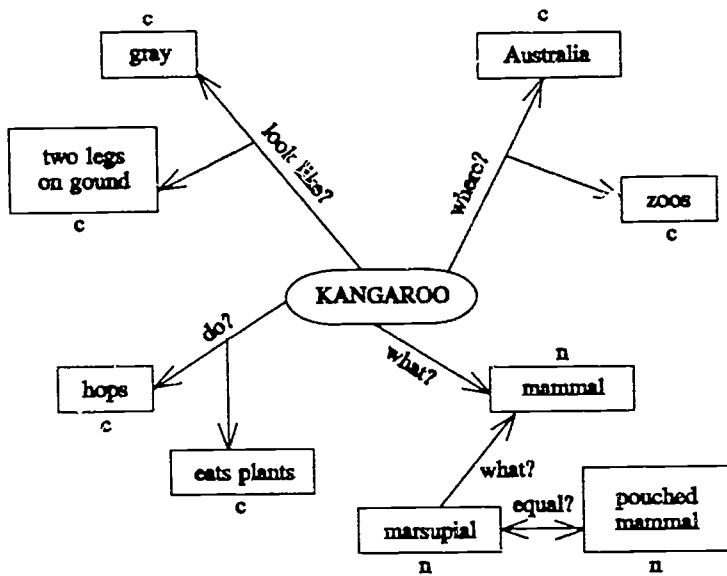 c
gray
c
Australia
look like?
two legs
on gound
c
where?
zoos
c
KANGAROO
do?
what?
n
mammal
hops
c
eats plants
c
what?
equal?
pouched
mammal
n
marsupial
n